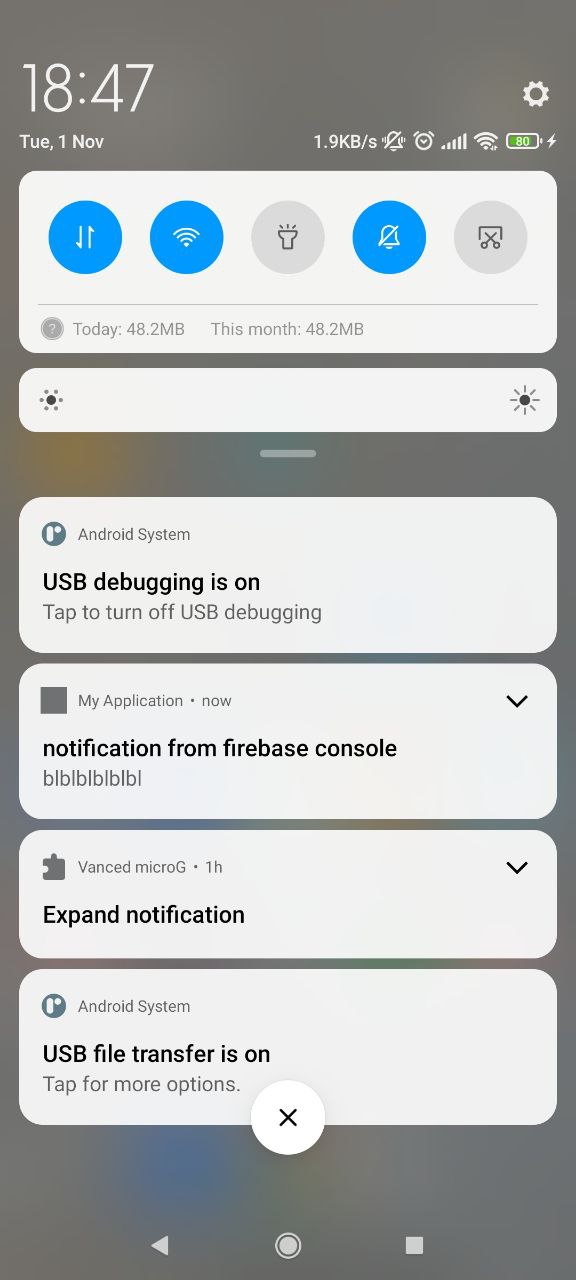 18:47
Tue, 1 Nov
1.9KB/s
80
Today: 48.2MB This month: 48.2MB
Android System
USB debugging is on
Tap to turn off USB debugging
My Application • now
notification from firebase console
blblblblblbl
Vanced microG • 1h
Expand notification
Android System
USB file transfer is on
Tap for more options.